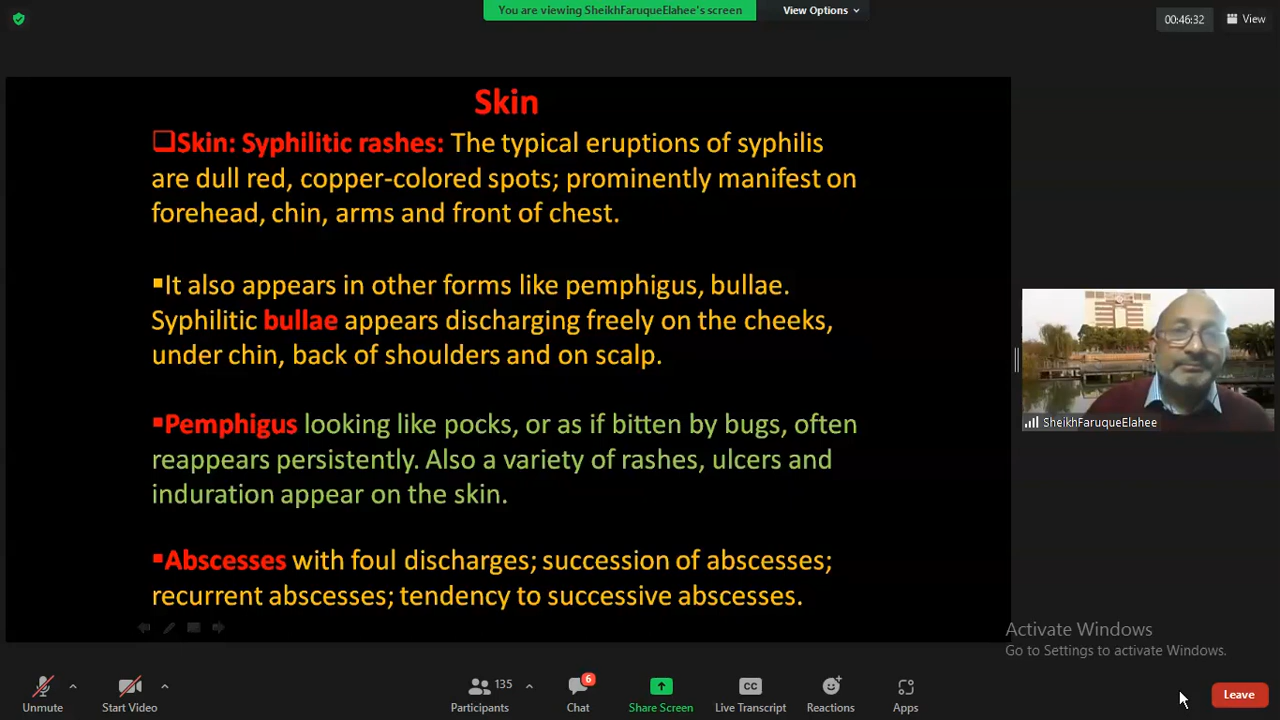 You are viewing SheikhFaruqueElahee's screen
View Options
00:46:32
View
Skin
❑Skin: Syphilitic rashes: The typical eruptions of syphilis
are dull red, copper-colored spots; prominently manifest on
forehead, chin, arms and front of chest.
▪It also appears in other forms like pemphigus, bullae.
Syphilitic bullae appears discharging freely on the cheeks,
under chin, back of shoulders and on scalp.
▪Pemphigus looking like pocks, or as if bitten by bugs, often
reappears persistently. Also a variety of rashes, ulcers and
induration appear on the skin.
▪Abscesses with foul discharges; succession of abscesses;
recurrent abscesses; tendency to successive abscesses.
SheikhFaruqueElahee
Activate Windows
Go to Settings to activate Windows.
Unmute
Start Video
135
Participants
6
Chat
Share Screen
CC
Live Transcript
Reactions
Apps
Leave